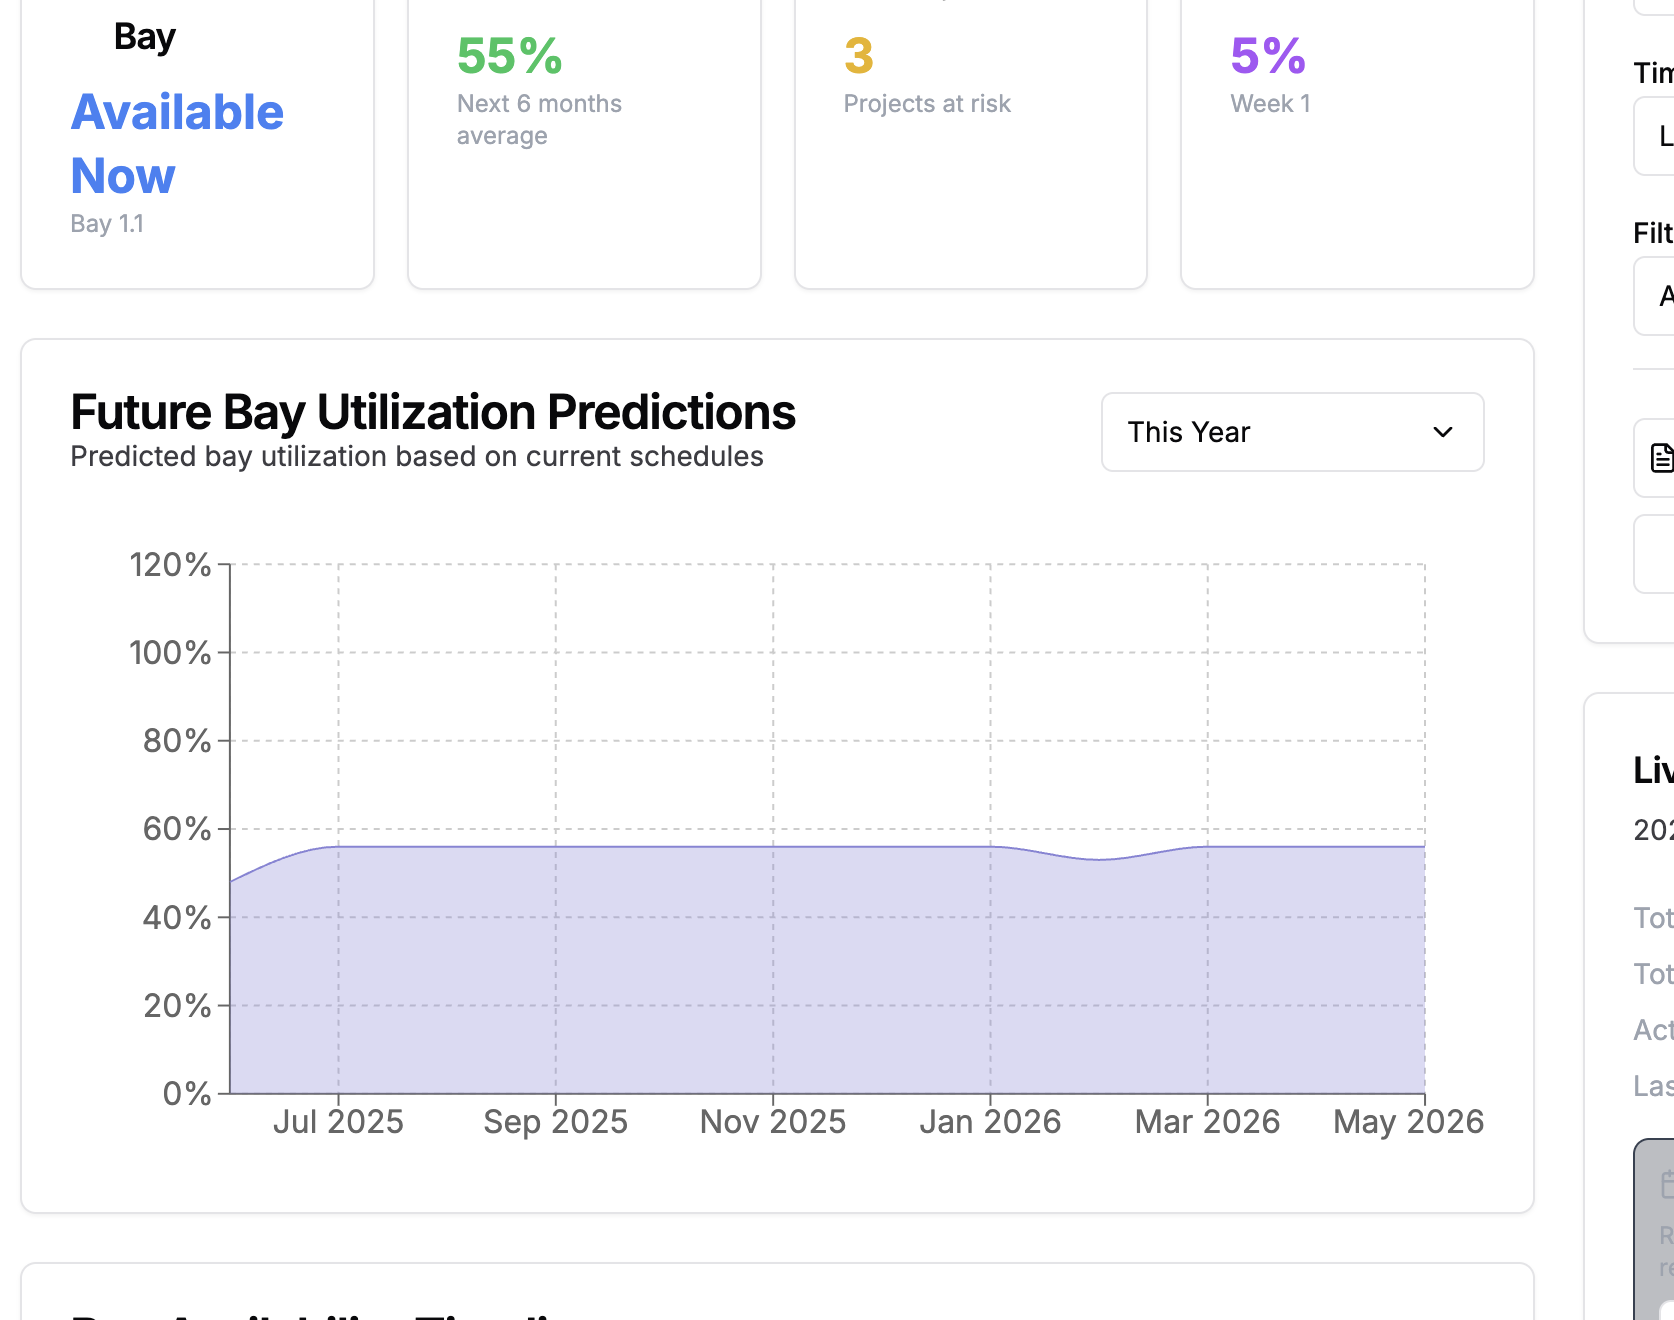 Bay
Available
Now
Bay 1.1
55%
Next 6 months
average
3
Projects at risk
5%
Week 1
Future Bay Utilization Predictions
Predicted bay utilization based on current schedules
This Year
120%
100%
80%
60%
40%
20%
0%
Jul 2025
Sep 2025
Nov 2025
Jan 2026
Mar 2026
May 2026
Tim
L
Filt
A
Liv
202
Tot
Tot
Act
Las
R
re